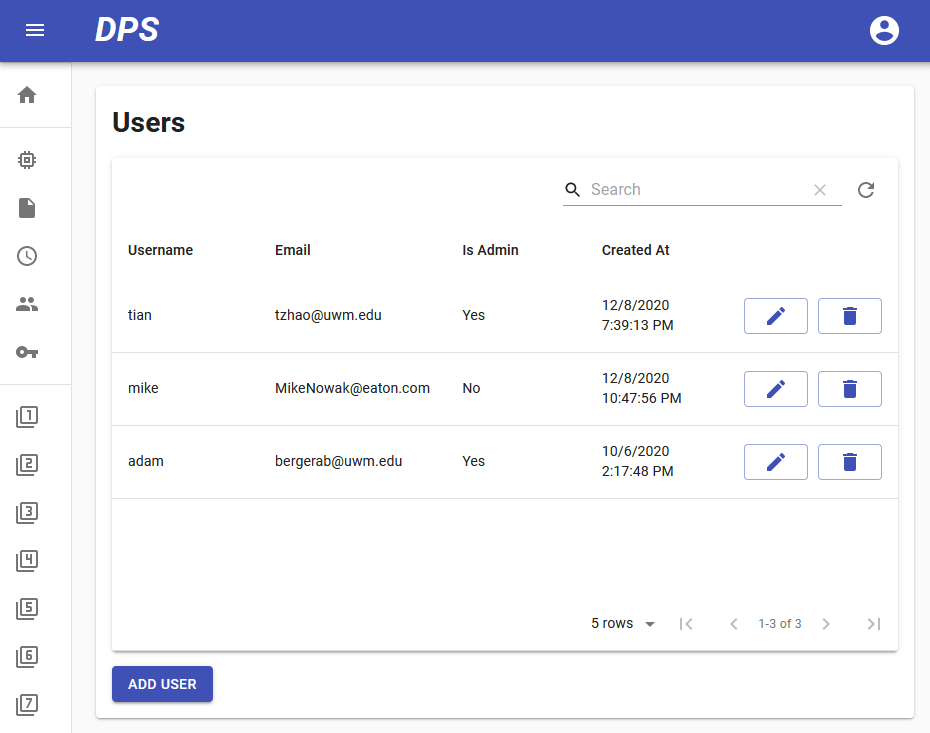 DPS
Users
Search
Username Email Is Admin Created At
tian tzhao@uwm.edu Yes 12/8/2020
7:39:13 PM
mike MikeNowak@eaton.com No 12/8/2020
10:47:56 PM
adam bergerab@uwm.edu Yes 10/6/2020
2:17:48 PM
1
2
3
4
5
6
7
5 rows 1-3 of 3
ADD USER